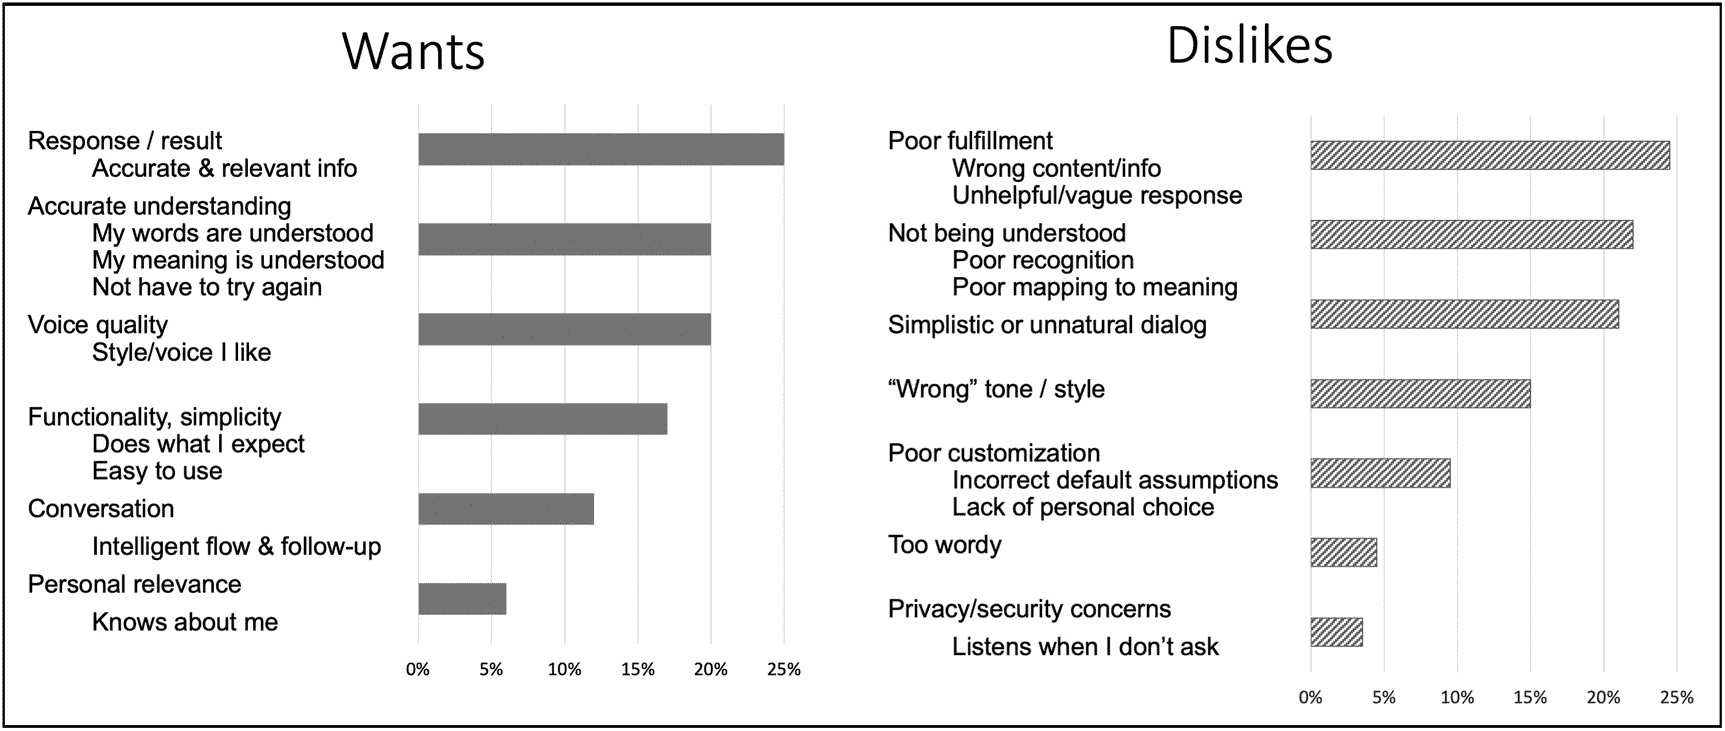 Wants
Response / result
Accurate & relevant info
Accurate understanding
My words are understood
My meaning is understood
Not have to try again
Voice quality
Style/voice I like
Functionality, simplicity
Does what I expect
Easy to use
Conversation
Intelligent flow & follow-up
Personal relevance
Knows about me
0% 5% 10% 15% 20% 25%
Dislikes
Poor fulfillment
Wrong content/info
Unhelpful/vague response
Not being understood
Poor recognition
Poor mapping to meaning
Simplistic or unnatural dialog
“Wrong” tone / style
Poor customization
Incorrect default assumptions
Lack of personal choice
Too wordy
Privacy/security concerns
Listens when I don’t ask
0% 5% 10% 15% 20% 25%